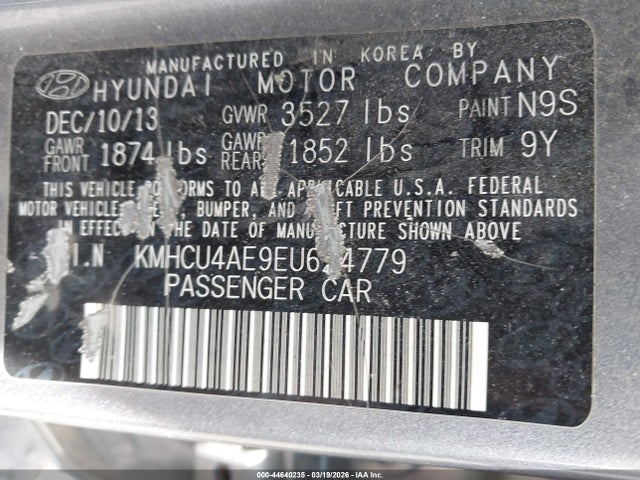 MANUFACTURED IN KOREA BY
HYUNDAI MOTOR COMPANY
DEC/10/13 GVWR 3527 lbs PAINT N9S
GAWR FRONT 1874 lbs GAWR REAR 1852 lbs TRIM 9Y
THIS VEHICLE CONFORMS TO ALL APPLICABLE U.S.A. FEDERAL
MOTOR VEHICLE BUMPER, AND THEFT PREVENTION STANDARDS
IN EFFECT ON THE DATE OF MANUFACTURE SHOWN ABOVE
PASSENGER CAR
000-44640235 - 03/19/2026 - IAA Inc.